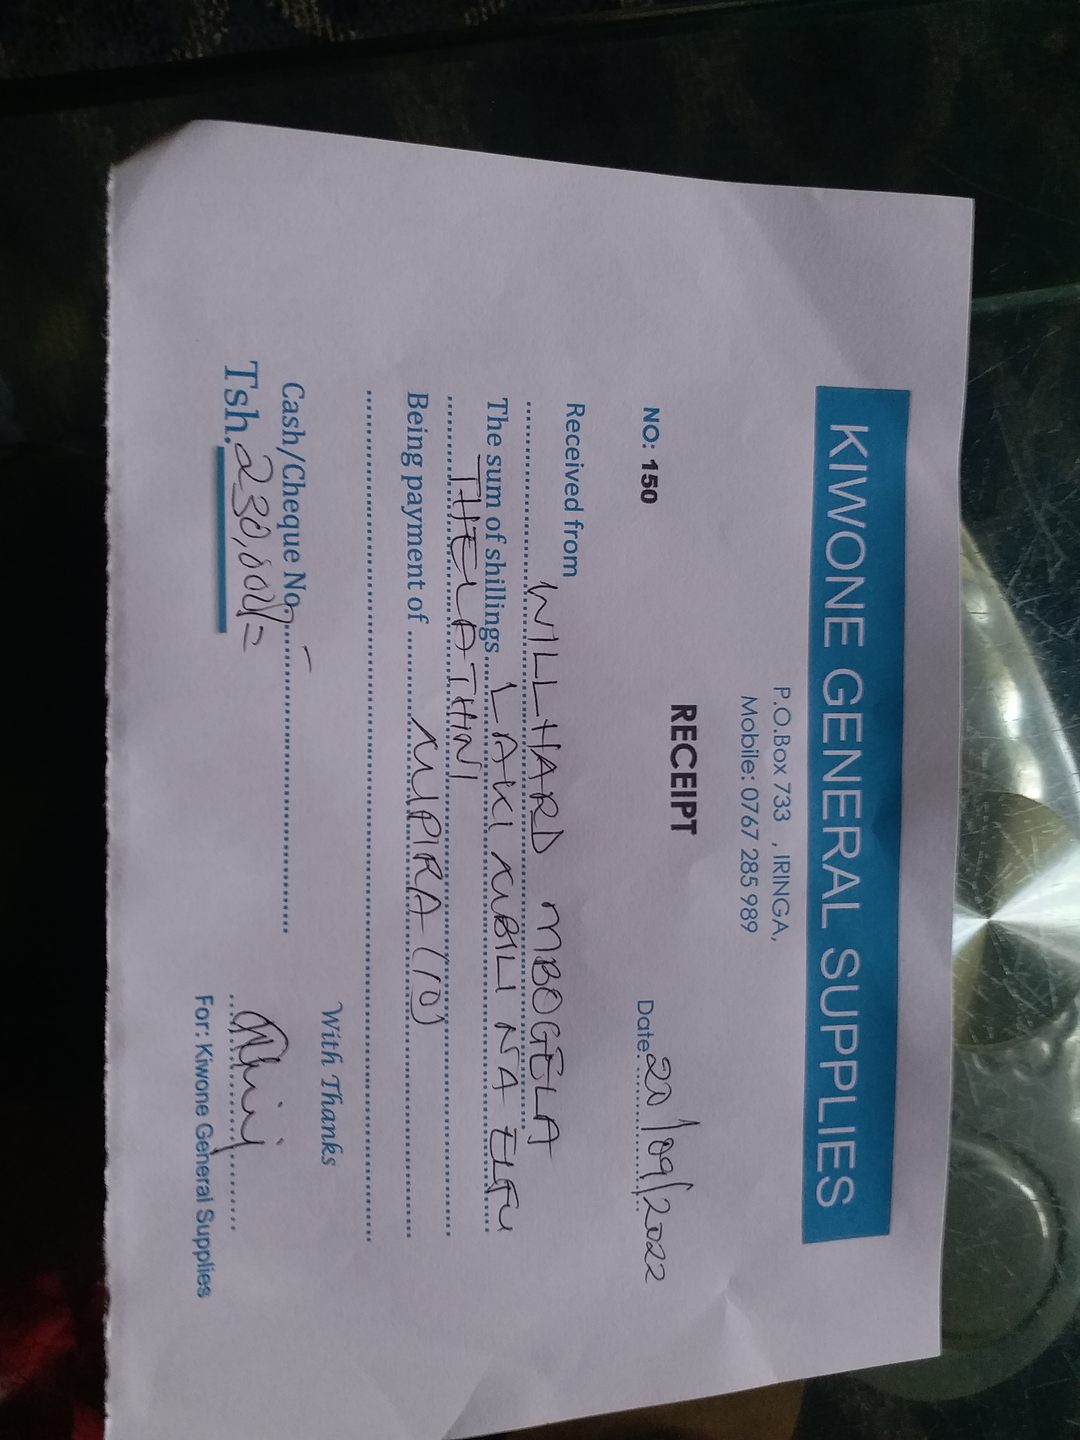 KIWONE GENERAL SUPPLIES
P.O.Box 733 , IRINGA,
Mobile: 0767 285 989
RECEIPT
NO: 150 Date: 20/09/2022
Received from WILLHARD MBOGELA
The sum of shillings LAKI MBILI NA ELFU
THELATHINI
Being payment of MIPIRA (10)
Cash/Cheque No. –
Tsh. 230,000/=
With Thanks
For: Kiwone General Supplies